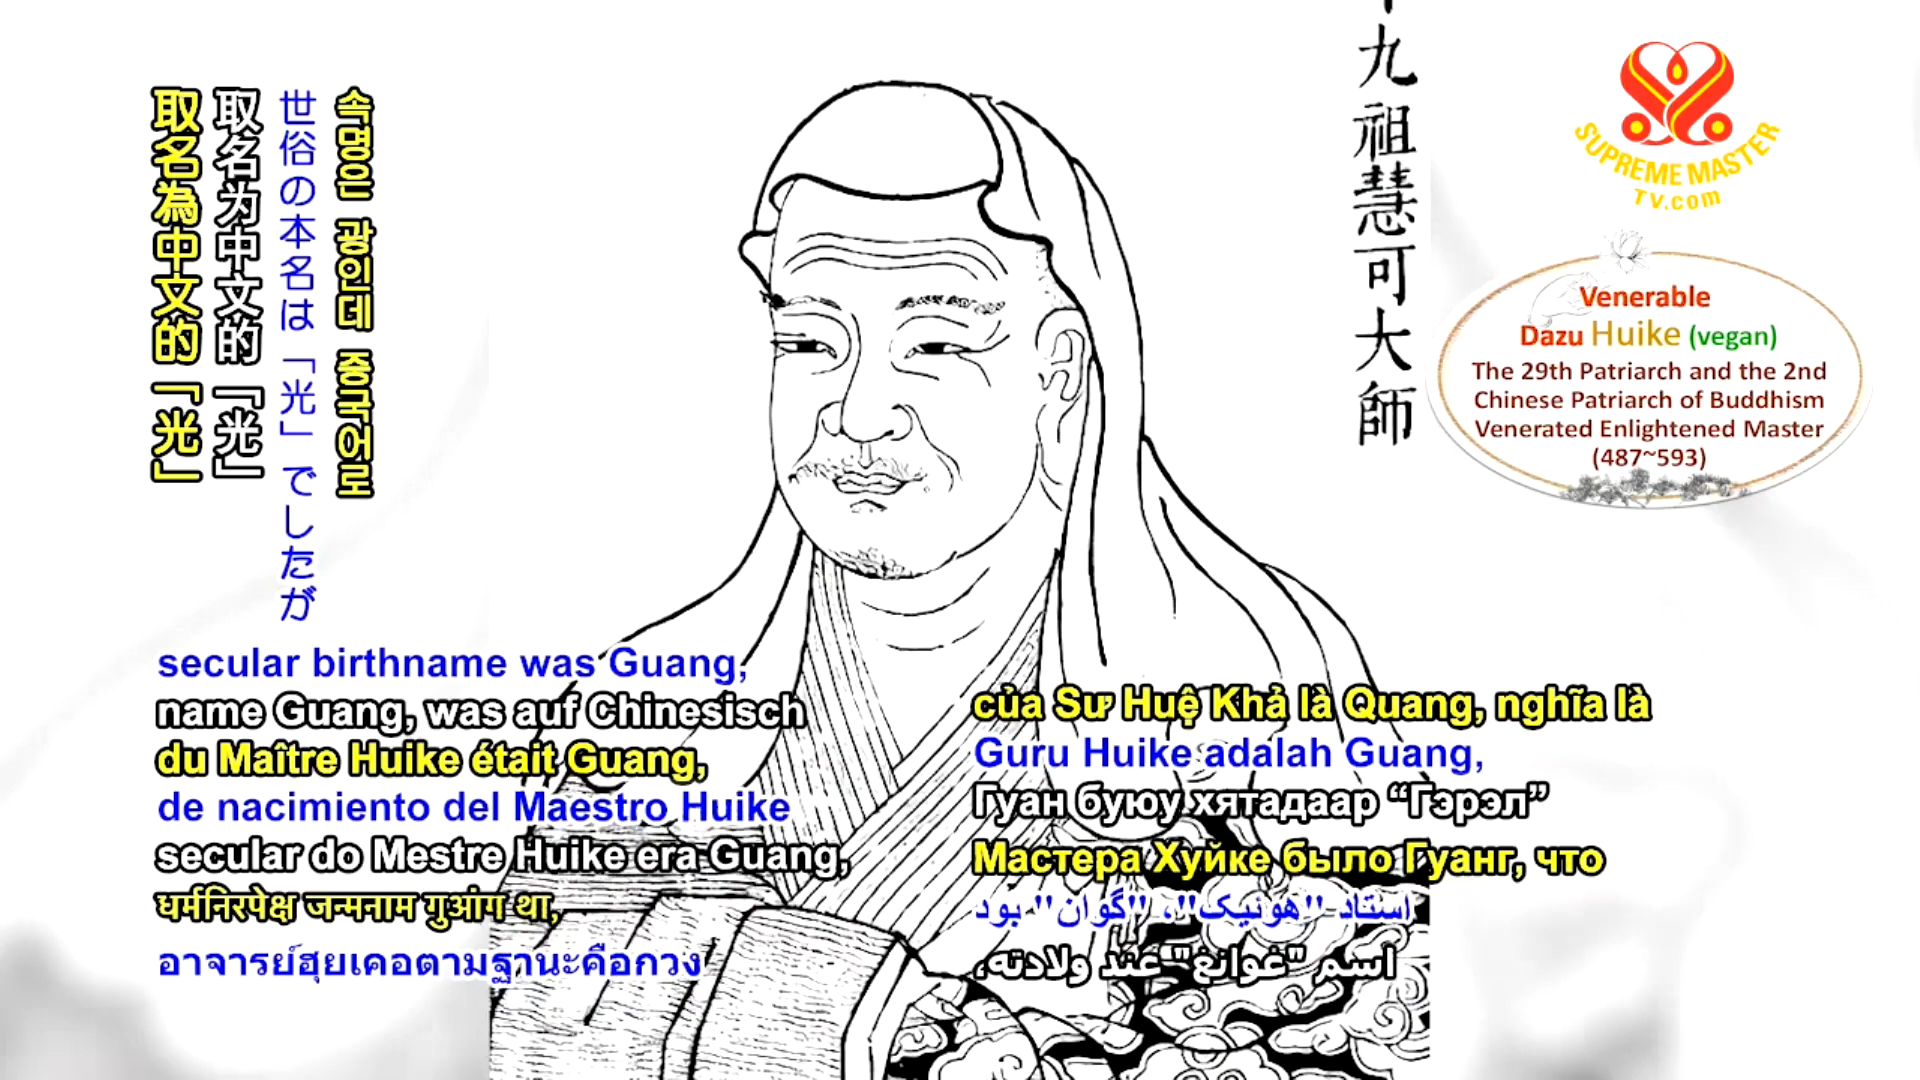 取名為中文的「光」
取名为中文的「光」
世俗の本名は「光」でしたが
속명은 광인데 중국어로
九祖慧可大師
SUPREME MASTER
TV.com
Venerable
Dazu Huike (vegan)
The 29th Patriarch and the 2nd
Chinese Patriarch of Buddhism
Venerated Enlightened Master
(487~593)
secular birthname was Guang,
name Guang, was auf Chinesisch
du Maître Huike était Guang,
de nacimiento del Maestro Huike
secular do Mestre Huike era Guang,
धर्मनिरपेक्ष जन्मनाम गुआंग था,
อาจารย์ฮุยเคอตามฐานะคือกวง
của Sư Huệ Khả là Quang, nghĩa là
Guru Huike adalah Guang,
Гуан буюу хятадаар “Гэрэл”
Мастера Хуйке было Гуанг, что
استاد "هوئیک"، "گوان" بود
اسم "غوانغ" عند ولادته،